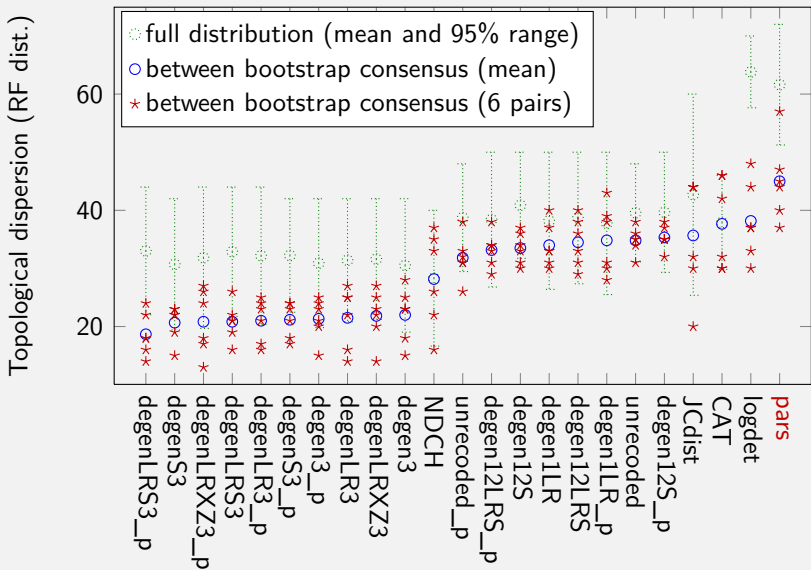 Topological dispersion (RF dist.)
60
40
20
full distribution (mean and 95% range)
between bootstrap consensus (mean)
between bootstrap consensus (6 pairs)
degenLRS3_p
degenS3
degenLRXZ3_p
degenLRS3
degenLR3_p
degenS3_p
degen3_p
degenLR3
degenLRXZ3
degen3
NDCH
unrecoded_p
degen12LRS_p
degen12S
degen1LR
degen12LRS
degen1LR_p
unrecoded
degen12S_p
JCdist
CAT
logdet
pars